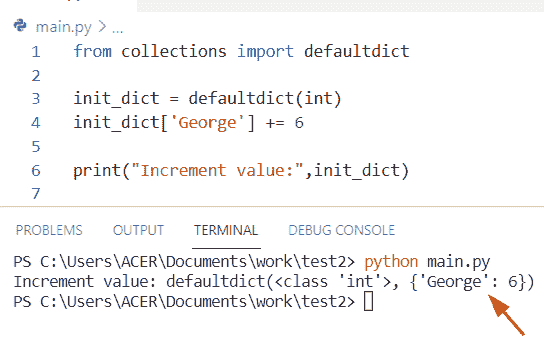 main.py > ...
1 from collections import defaultdict
2
3 init_dict = defaultdict(int)
4 init_dict['George'] += 6
5
6 print("Increment value:",init_dict)
7
PROBLEMS OUTPUT TERMINAL DEBUG CONSOLE
PS C:\Users\ACER\Documents\work\test2> python main.py
Increment value: defaultdict(<class 'int'>, {'George': 6})
PS C:\Users\ACER\Documents\work\test2>